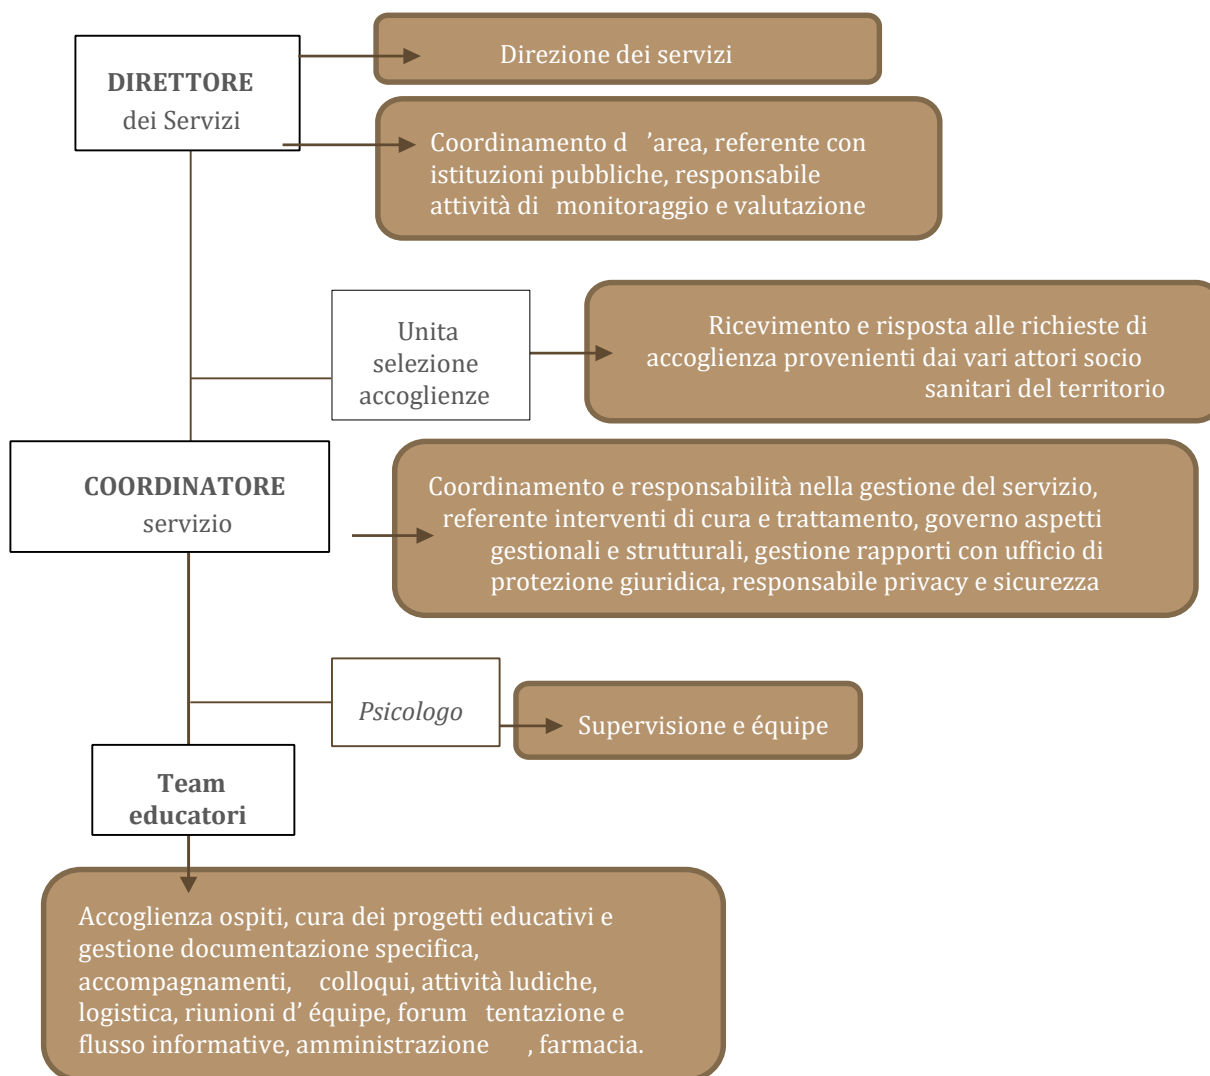 DIRETTORE
dei Servizi
Direzione dei servizi
Coordinamento d ’area, referente con
istituzioni pubbliche, responsabile
attività di monitoraggio e valutazione
Unita
selezione
accoglienze
Ricevimento e risposta alle richieste di
accoglienza provenienti dai vari attori socio
sanitari del territorio
COORDINATORE
servizio
Coordinamento e responsabilità nella gestione del servizio,
referente interventi di cura e trattamento, governo aspetti
gestionali e strutturali, gestione rapporti con ufficio di
protezione giuridica, responsabile privacy e sicurezza
Psicologo
Supervisione e équipe
Team
educatori
Accoglienza ospiti, cura dei progetti educativi e
gestione documentazione specifica,
accompagnamenti, colloqui, attività ludiche,
logistica, riunioni d’ équipe, forum tentazione e
flusso informative, amministrazione , farmacia.